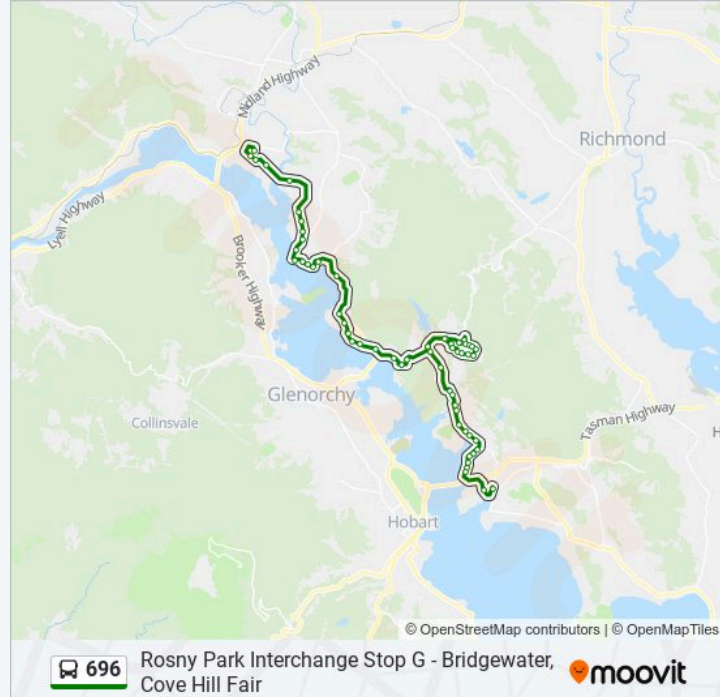 Midland Highway
Richmond
Lyell Highway
Brooker Highway
Glenorchy
Collinsvale
Tasman Highway
H
Hobart
© OpenStreetMap contributors | © OpenMapTiles
696
Rosny Park Interchange Stop G - Bridgewater,
Cove Hill Fair
moovit